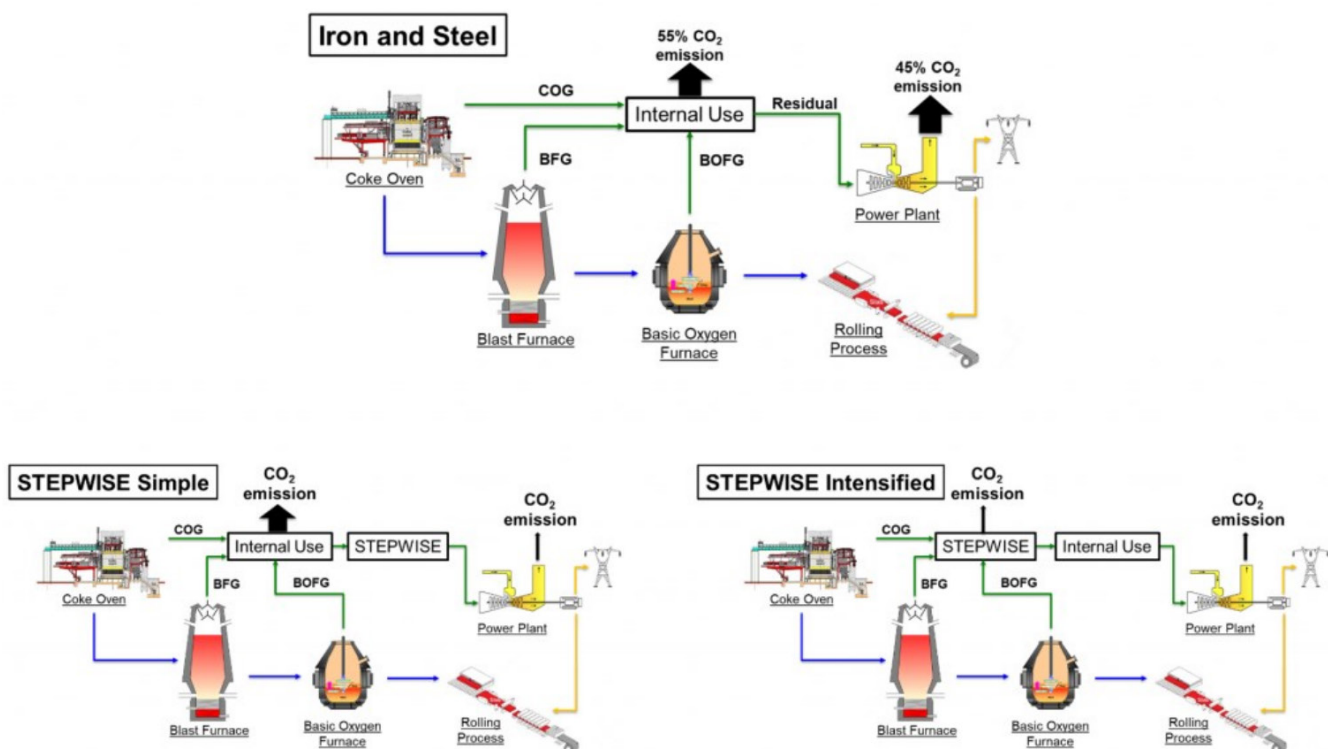 Iron and Steel
55% CO₂
emission
45% CO₂
emission
COG
Internal Use
Residual
BFG
BOFG
Coke Oven
Power Plant
Blast Furnace
Basic Oxygen
Furnace
Rolling
Process
STEPWISE Simple
CO₂
emission
CO₂
emission
COG
Internal Use
STEPWISE
BFG
BOFG
Coke Oven
Power Plant
Blast Furnace
Basic Oxygen
Furnace
Rolling
Process
STEPWISE Intensified
CO₂
emission
CO₂
emission
COG
STEPWISE
Internal Use
BFG
BOFG
Coke Oven
Power Plant
Blast Furnace
Basic Oxygen
Furnace
Rolling
Process